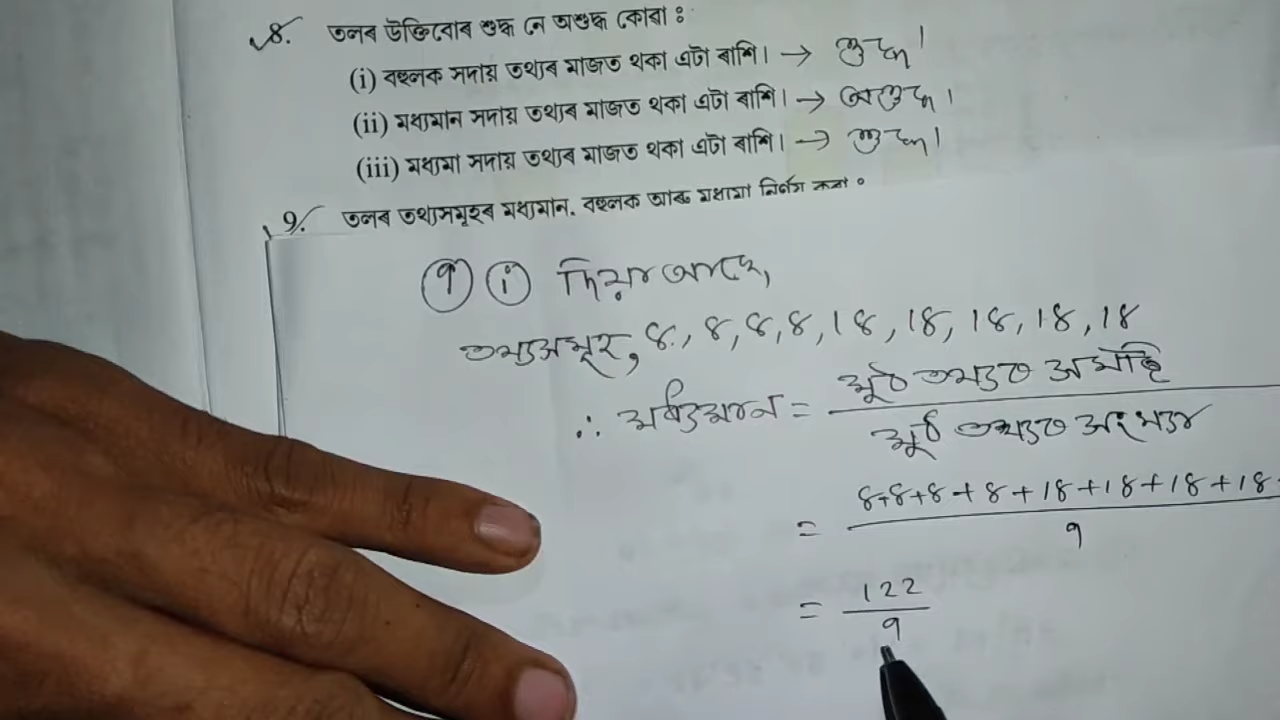 8. তলৰ উক্তিবোৰ শুদ্ধ নে অশুদ্ধ কোৱা ঃ
(i) বহুলক সদায় তথ্যৰ মাজত থকা এটা ৰাশি। → শুদ্ধ।
(ii) মধ্যমান সদায় তথ্যৰ মাজত থকা এটা ৰাশি। → অশুদ্ধ।
(iii) মধ্যমা সদায় তথ্যৰ মাজত থকা এটা ৰাশি। → শুদ্ধ।
9. তলৰ তথ্যসমূহৰ মধ্যমান, বহুলক আৰু মধ্যমা নিৰ্ণয় কৰা ঃ
9 i দিয়া আছে,
তথ্যসমূহ, 8, 8, 8, 8, 18, 18, 18, 18, 18
∴ মধ্যমান = মুঠ তথ্যৰ সমষ্টি
মুঠ তথ্যৰ সংখ্যা
= 8+8+8+8+18+18+18+18+
9
= 122
9